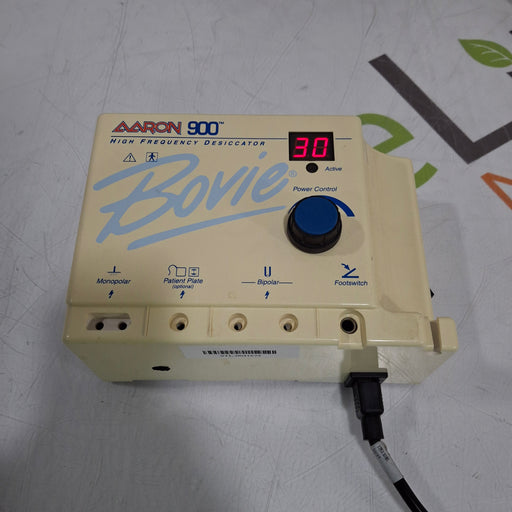 AARON 900™
HIGH FREQUENCY DESICCATOR
30
Active
Bovie®
Power Control
Monopolar
Patient Plate
(optional)
Bipolar
Footswitch